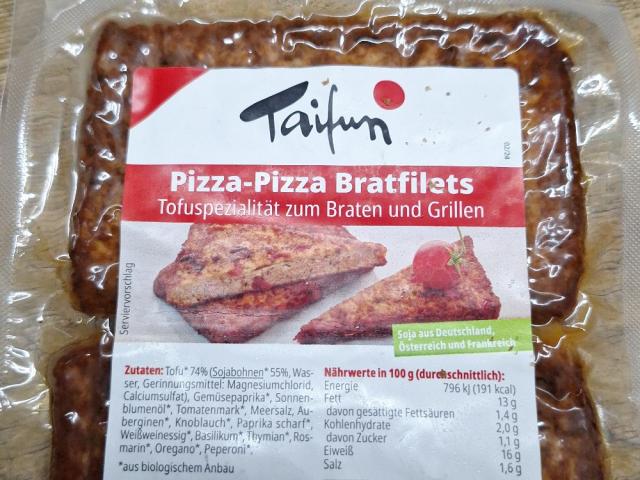 Taifun
02/24
Pizza-Pizza Bratfilets
Tofuspezialität zum Braten und Grillen
Serviervorschlag
Soja aus Deutschland,
Österreich und Frankreich
Zutaten: Tofu* 74% (Sojabohnen* 55%, Was-
ser, Gerinnungsmittel: Magnesiumchlorid,
Calciumsulfat), Gemüsepaprika*, Sonnen-
blumenöl*, Tomatenmark*, Meersalz, Au-
berginen*, Knoblauch*, Paprika scharf*,
Weißweinessig*, Basilikum*, Thymian*, Ros-
marin*, Oregano*, Peperoni*.
*aus biologischem Anbau
Nährwerte in 100 g (durchschnittlich):
Energie 796 kJ (191 kcal)
Fett 13 g
davon gesättigte Fettsäuren 1,4 g
Kohlenhydrate 2,0 g
davon Zucker 1,1 g
Eiweiß 16 g
Salz 1,6 g